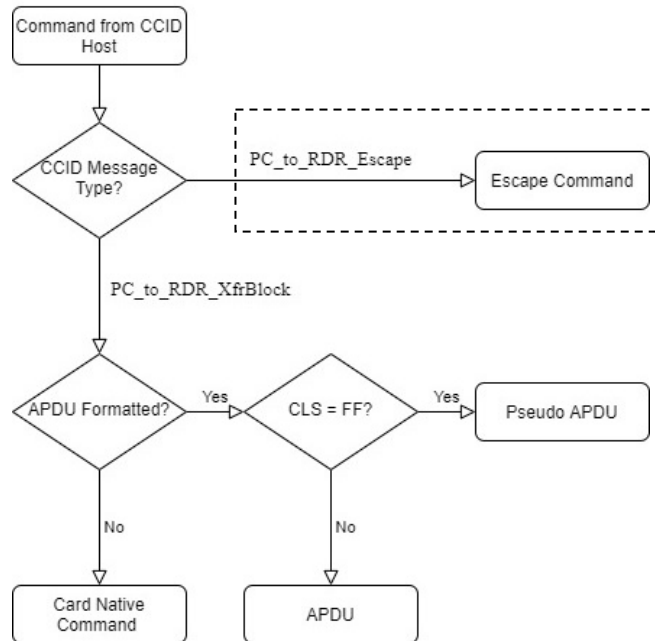 Command from CCID
Host
CCID Message
Type?
PC_to_RDR_Escape
Escape Command
PC_to_RDR_XfrBlock
APDU Formatted?
Yes
CLS = FF?
Yes
Pseudo APDU
No
No
Card Native
Command
APDU